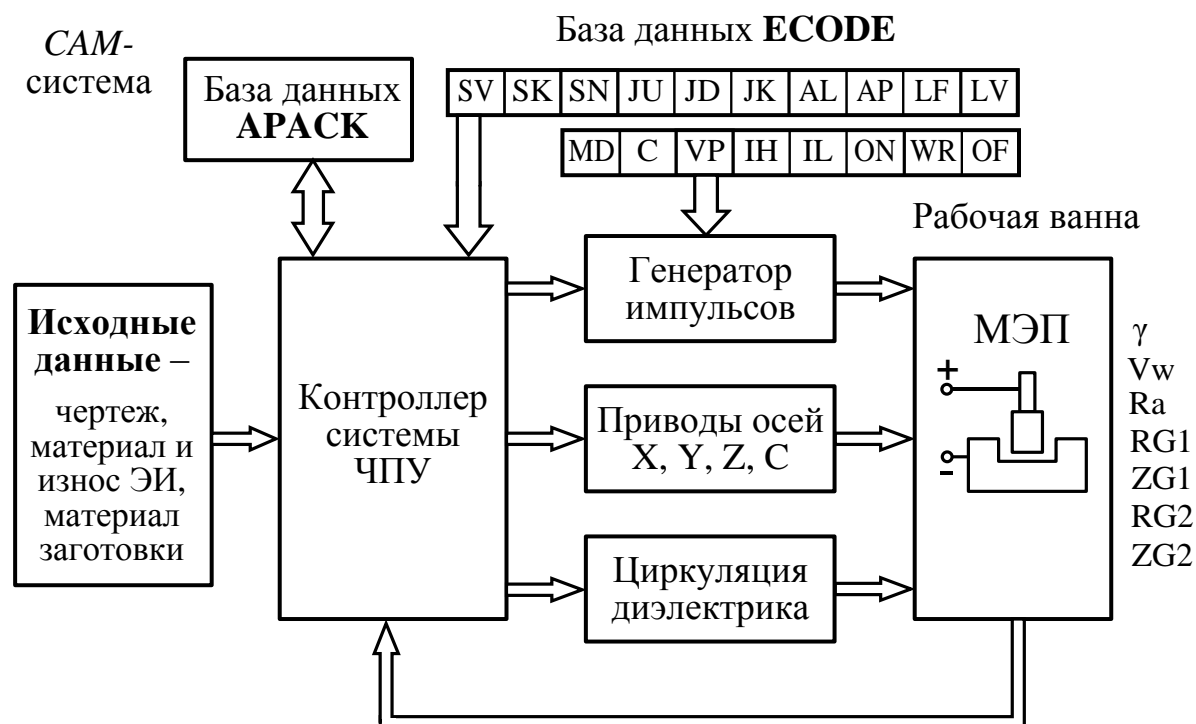 CAM-
система
База данных ECODE
База данных
APACK
SV SK SN JU JD JK AL AP LF LV
MD C VP IH IL ON WR OF
Рабочая ванна
Исходные
данные –
чертеж,
материал и
износ ЭИ,
материал
заготовки
Контроллер
системы
ЧПУ
Генератор
импульсов
Приводы осей
X, Y, Z, C
Циркуляция
диэлектрика
МЭП
+
-
γ
Vw
Ra
RG1
ZG1
RG2
ZG2